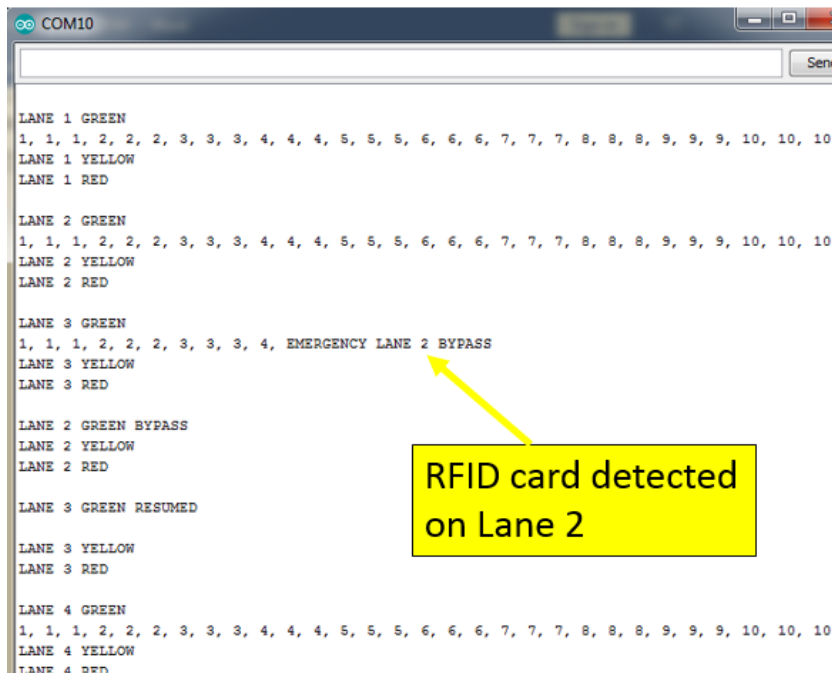 COM10
Send
LANE 1 GREEN
1, 1, 1, 2, 2, 2, 3, 3, 3, 4, 4, 4, 5, 5, 5, 6, 6, 6, 7, 7, 7, 8, 8, 8, 9, 9, 9, 10, 10, 10
LANE 1 YELLOW
LANE 1 RED
LANE 2 GREEN
1, 1, 1, 2, 2, 2, 3, 3, 3, 4, 4, 4, 5, 5, 5, 6, 6, 6, 7, 7, 7, 8, 8, 8, 9, 9, 9, 10, 10, 10
LANE 2 YELLOW
LANE 2 RED
LANE 3 GREEN
1, 1, 1, 2, 2, 2, 3, 3, 3, 4, EMERGENCY LANE 2 BYPASS
LANE 3 YELLOW
LANE 3 RED
LANE 2 GREEN BYPASS
LANE 2 YELLOW
LANE 2 RED
RFID card detected
on Lane 2
LANE 3 GREEN RESUMED
LANE 3 YELLOW
LANE 3 RED
LANE 4 GREEN
1, 1, 1, 2, 2, 2, 3, 3, 3, 4, 4, 4, 5, 5, 5, 6, 6, 6, 7, 7, 7, 8, 8, 8, 9, 9, 9, 10, 10, 10
LANE 4 YELLOW
LANE 4 RED